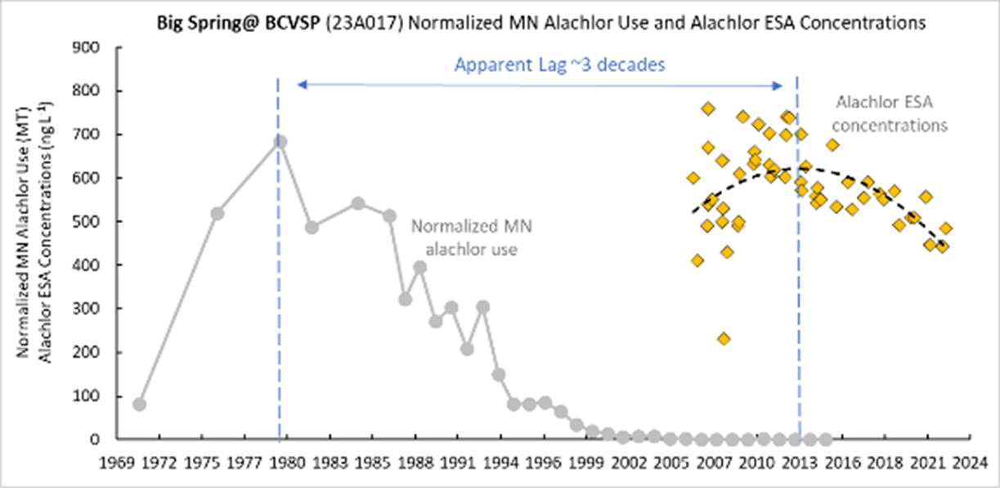 Big Spring@ BCVSP (23A017) Normalized MN Alachlor Use and Alachlor ESA Concentrations
Normalized MN Alachlor Use (MT)
Alachlor ESA Concentrations (ng L-1)
900
800
700
600
500
400
300
200
100
0
Apparent Lag ~3 decades
Alachlor ESA
concentrations
Normalized MN
alachlor use
1969 1972 1975 1977 1980 1983 1985 1988 1991 1994 1996 1999 2002 2005 2007 2010 2013 2016 2018 2021 2024